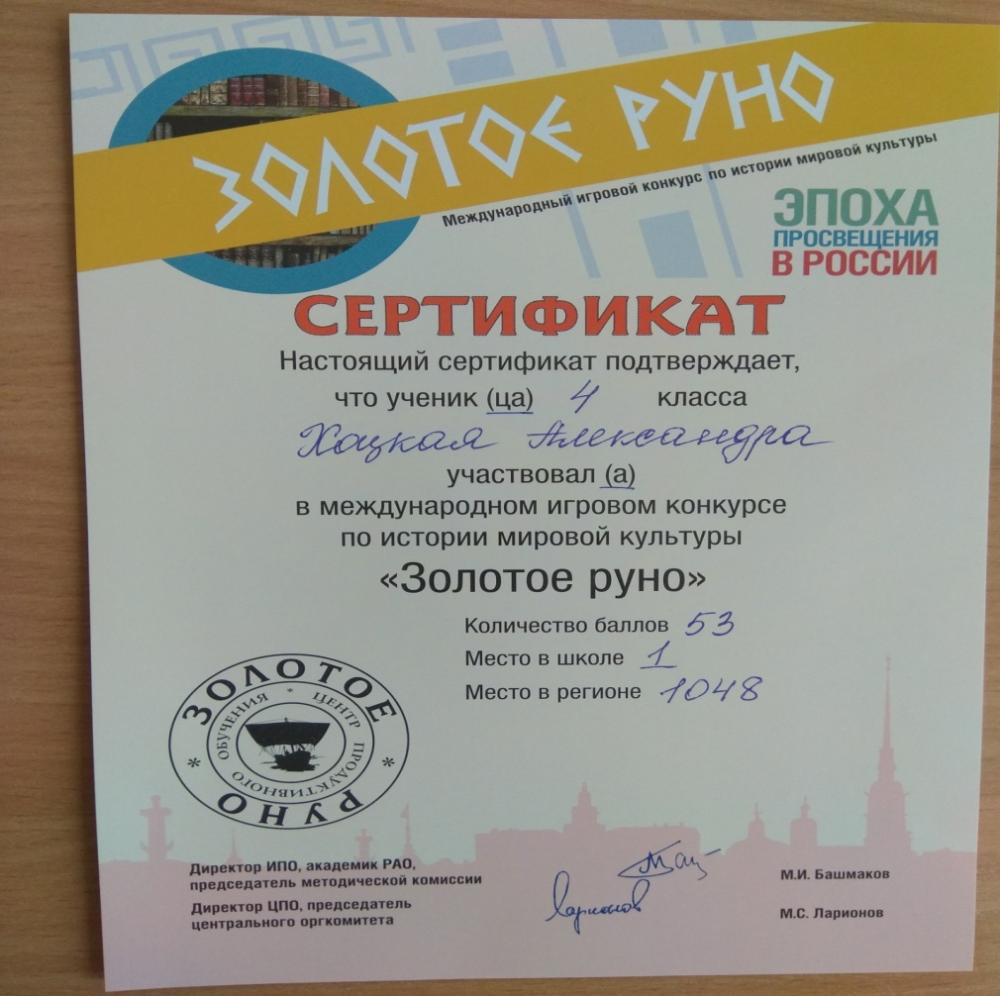 ЗОЛОТОЕ РУНО
Международный игровой конкурс по истории мировой культуры
ЭПОХА
ПРОСВЕЩЕНИЯ
В РОССИИ
СЕРТИФИКАТ
Настоящий сертификат подтверждает,
что ученик (ца) 4 класса
Хоцкая Александра
участвовал (а)
в международном игровом конкурсе
по истории мировой культуры
«Золотое руно»
Количество баллов 53
Место в школе 1
Место в регионе 1048
ЗОЛОТОЕ
РУНО
ЦЕНТР ПРОДУКТИВНОГО ОБУЧЕНИЯ
Директор ИПО, академик РАО,
председатель методической комиссии
М.И. Башмаков
Директор ЦПО, председатель
центрального оргкомитета
Ларионов
М.С. Ларионов